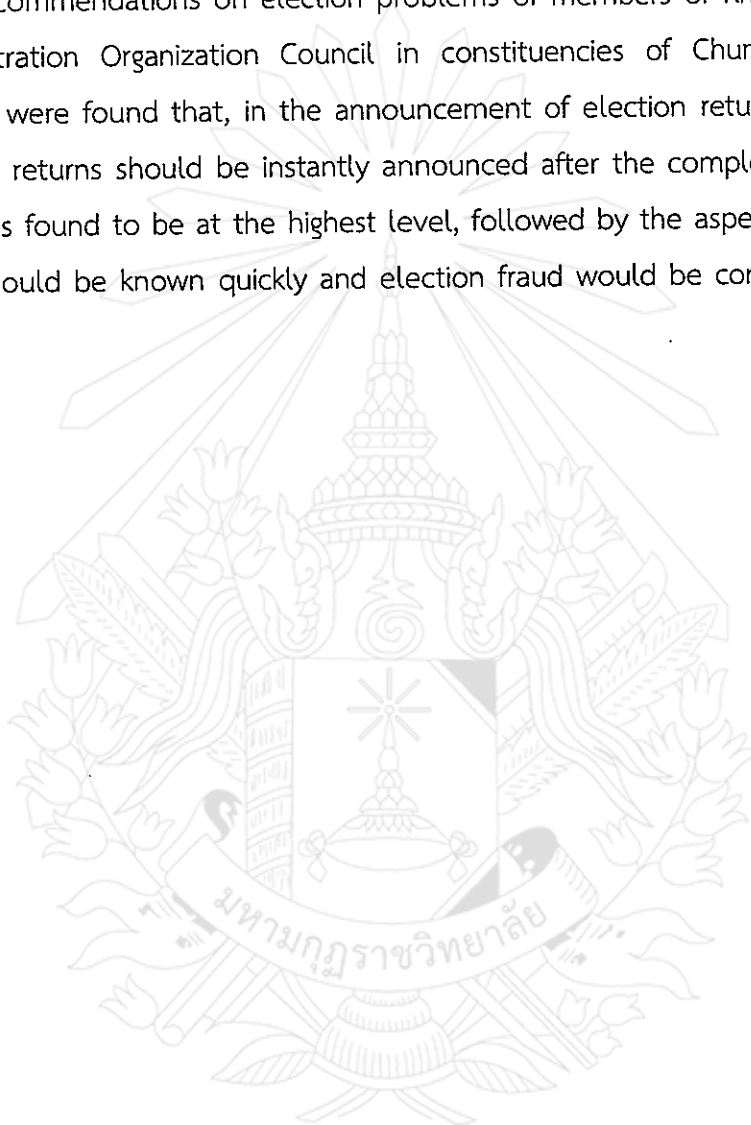 commendations on election problems of members of
tration Organization Council in constituencies of Chur
were found that, in the announcement of election retu
returns should be instantly announced after the comple
s found to be at the highest level, followed by the aspe
ould be known quickly and election fraud would be cor
มหามกุฏราชวิทยาลัย